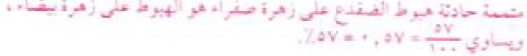 متممة حادثة هبوط الضفدع على زهرة صفراء هو الهبوط على زهرة بيضاء ،
ويساوي ٥٧/١٠٠ = ٠,٥٧ = ٥٧٪.